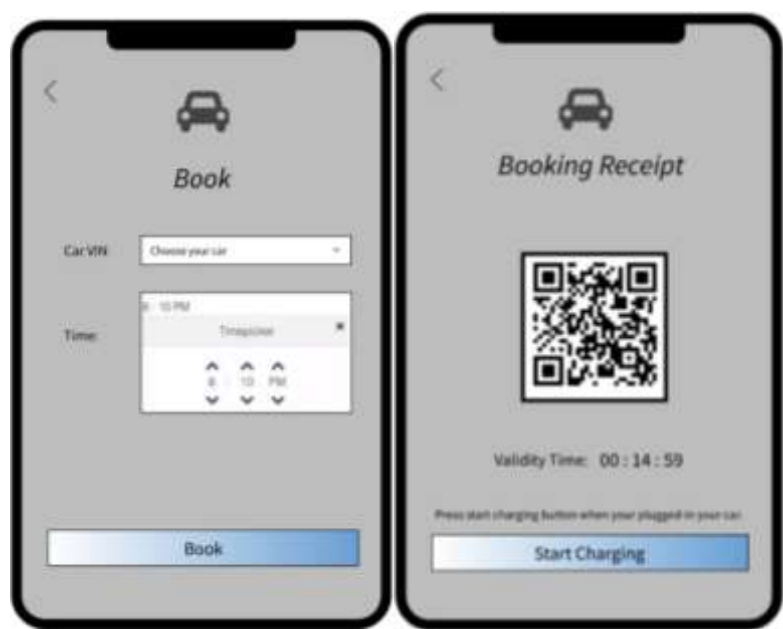 Book
Car VIN
Choose your car
10 PM
Time:
Timepicker
8 10 PM
Book
Booking Receipt
Validity Time: 00 : 14 : 59
Press start charging button when your plugged in your car.
Start Charging